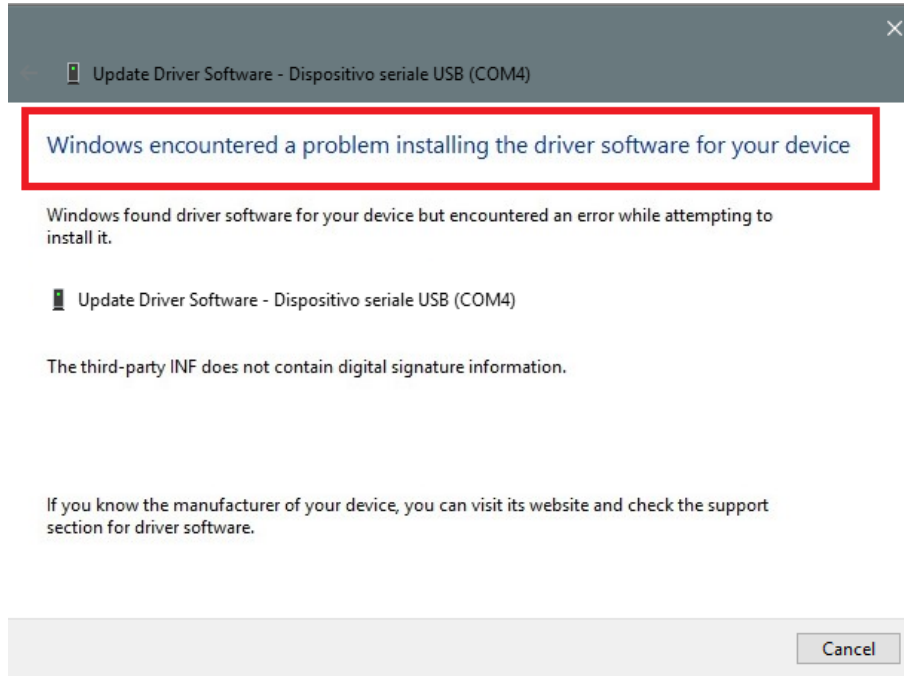 Update Driver Software - Dispositivo seriale USB (COM4)
Windows encountered a problem installing the driver software for your device
Windows found driver software for your device but encountered an error while attempting to
install it.
Update Driver Software - Dispositivo seriale USB (COM4)
The third-party INF does not contain digital signature information.
If you know the manufacturer of your device, you can visit its website and check the support
section for driver software.
Cancel